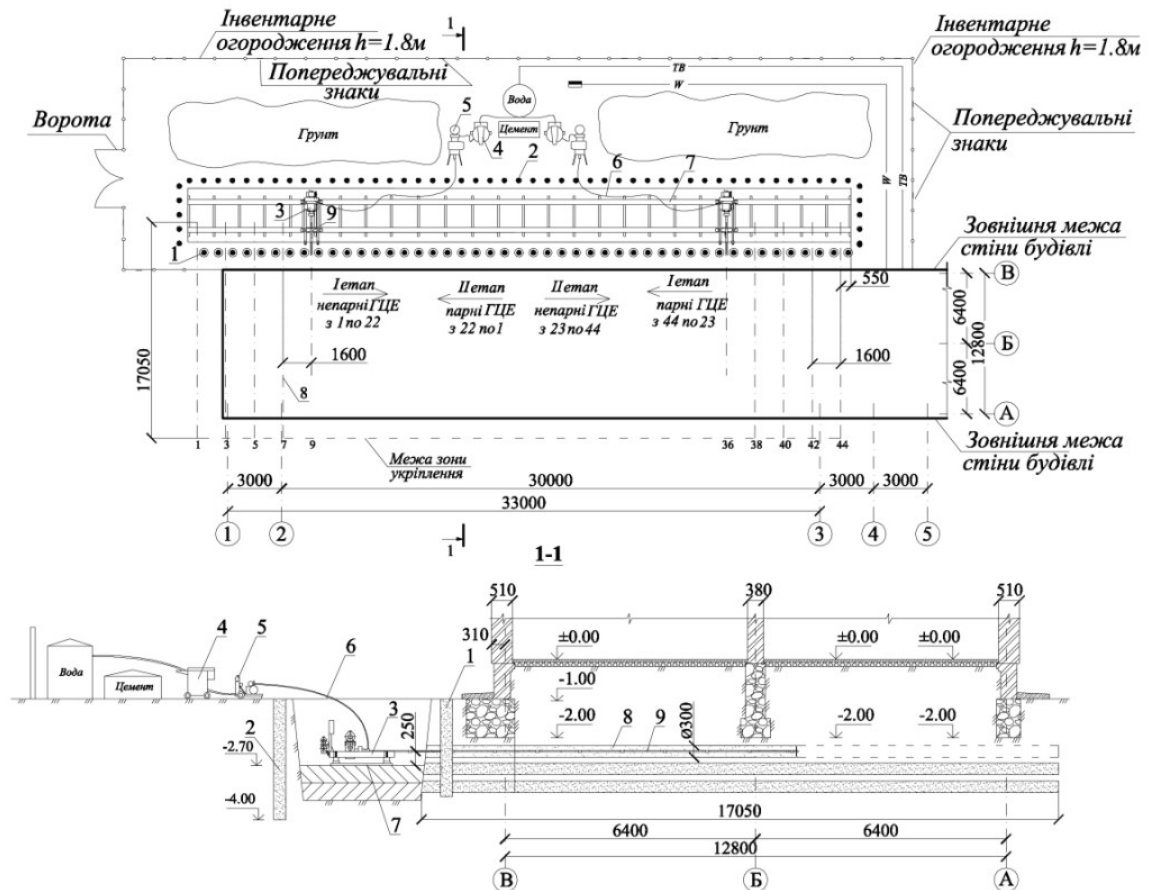 Інвентарне
огородження h=1.8м
1
Інвентарне
огородження h=1.8м
Попереджувальні
знаки
ТВ
W
Вода
5
Ворота
Грунт
Цемент
Грунт
Попереджувальні
знаки
4
2
6
7
W
ТВ
3
9
1
Зовнішня межа
стіни будівлі
І етап
непарні ГЦЕ
з 1 по 22
ІІ етап
парні ГЦЕ
з 22 по 1
ІІ етап
непарні ГЦЕ
з 23 по 44
І етап
парні ГЦЕ
з 44 по 23
550
В
6400
12800
17050
1600
1600
Б
8
6400
А
1
3
5
7
9
36
38
40
42
44
Межа зони
укріплення
Зовнішня межа
стіни будівлі
3000
30000
3000
3000
33000
1
2
1
3
4
5
1-1
510
380
510
310
±0.00
±0.00
±0.00
4
5
6
1
Вода
Цемент
-1.00
2
3
250
-2.00
8
9
Ø300
-2.00
-2.00
-2.70
-4.00
7
17050
6400
6400
12800
В
Б
А